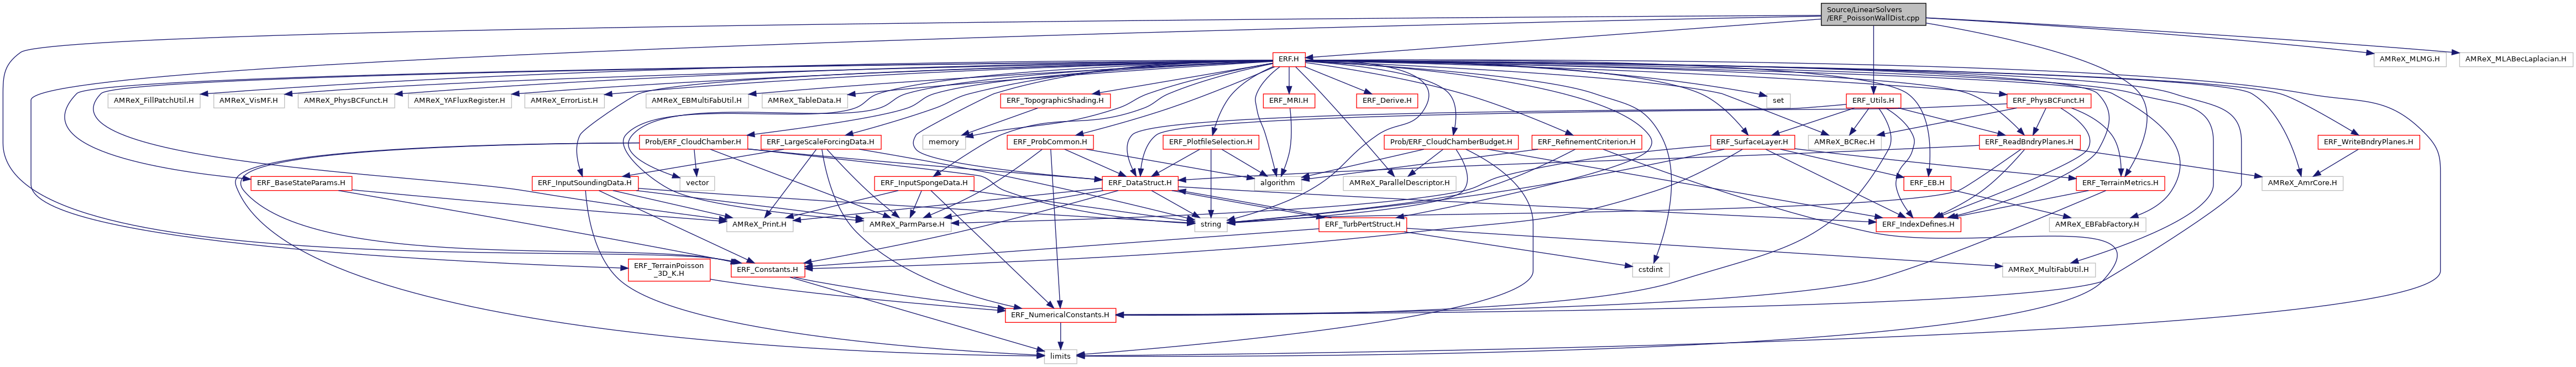 Source/LinearSolvers
/ERF_PoissonWallDist.cpp
ERF.H
AMReX_MLMG.H
AMReX_MLABecLaplacian.H
AMReX_FillPatchUtil.H
AMReX_VisMF.H
AMReX_PhysBCFunct.H
AMReX_YAFluxRegister.H
AMReX_ErrorList.H
AMReX_EBMultiFabUtil.H
AMReX_TableData.H
ERF_TopographicShading.H
ERF_MRI.H
ERF_Derive.H
set
ERF_Utils.H
ERF_PhysBCFunct.H
Prob/ERF_CloudChamber.H
ERF_LargeScaleForcingData.H
memory
ERF_ProbCommon.H
ERF_PlotfileSelection.H
Prob/ERF_CloudChamberBudget.H
ERF_RefinementCriterion.H
ERF_SurfaceLayer.H
AMReX_BCRec.H
ERF_ReadBndryPlanes.H
ERF_WriteBndryPlanes.H
ERF_BaseStateParams.H
ERF_InputSoundingData.H
vector
ERF_InputSpongeData.H
ERF_DataStruct.H
algorithm
AMReX_ParallelDescriptor.H
ERF_EB.H
ERF_TerrainMetrics.H
AMReX_AmrCore.H
AMReX_Print.H
AMReX_ParmParse.H
string
ERF_TurbPertStruct.H
ERF_IndexDefines.H
AMReX_EBFabFactory.H
ERF_TerrainPoisson
_3D_K.H
ERF_Constants.H
cstdint
AMReX_MultiFabUtil.H
ERF_NumericalConstants.H
limits